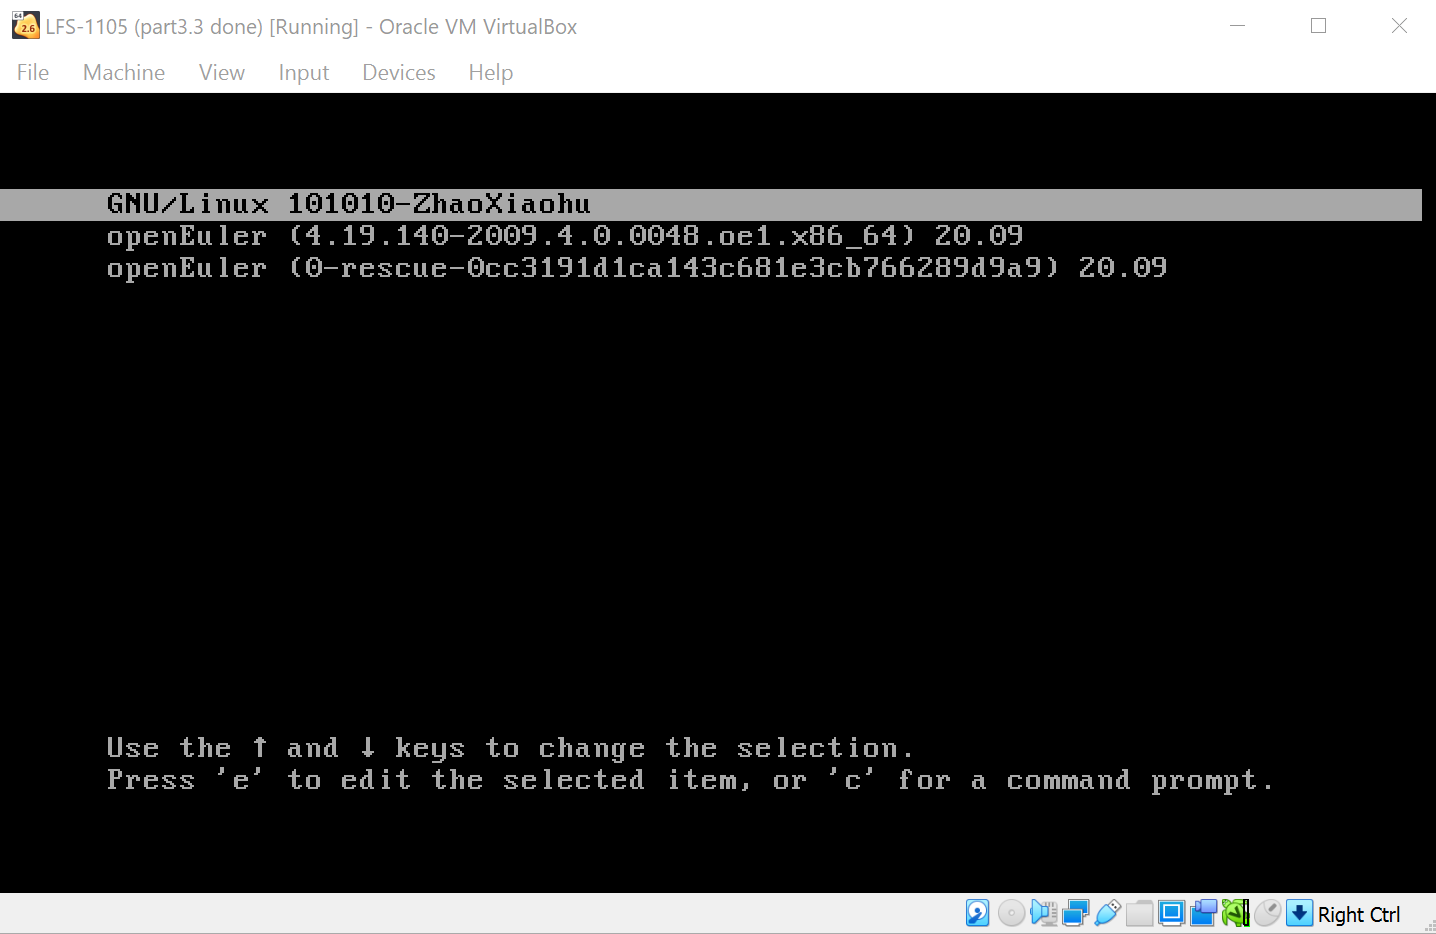 64
2.6
LFS-1105 (part3.3 done) [Running] - Oracle VM VirtualBox
File Machine View Input Devices Help
GNU/Linux 101010-ZhaoXiaohu
openEuler (4.19.140-2009.4.0.0048.oe1.x86_64) 20.09
openEuler (0-rescue-0cc3191d1ca143c681e3cb766289d9a9) 20.09
Use the ↑ and ↓ keys to change the selection.
Press 'e' to edit the selected item, or 'c' for a command prompt.
Right Ctrl